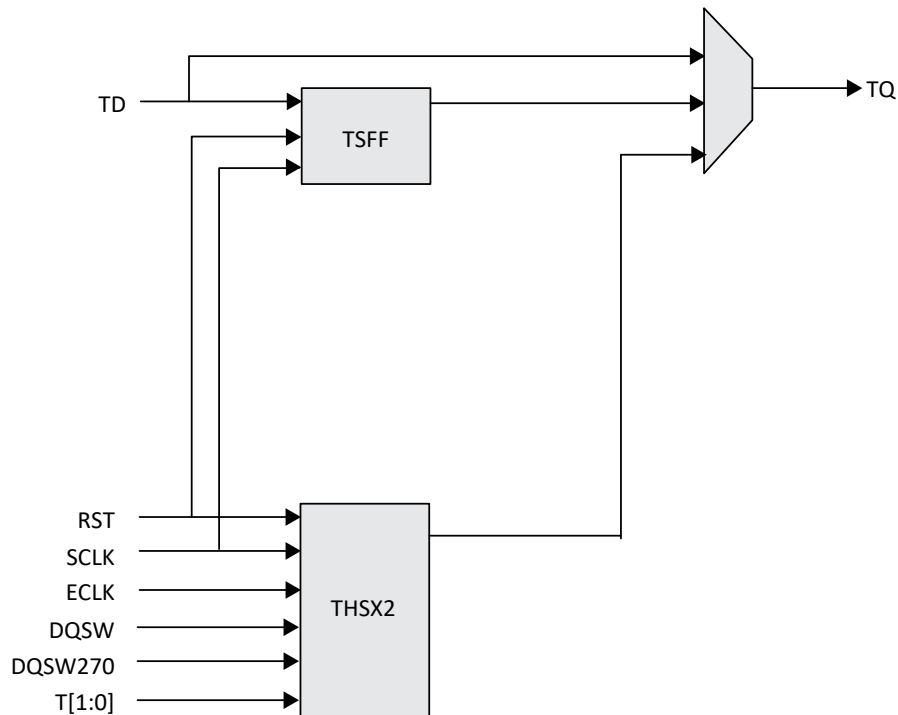 TQ
TD
TSFF
RST
SCLK
ECLK
THSX2
DQSW
DQSW270
T[1:0]